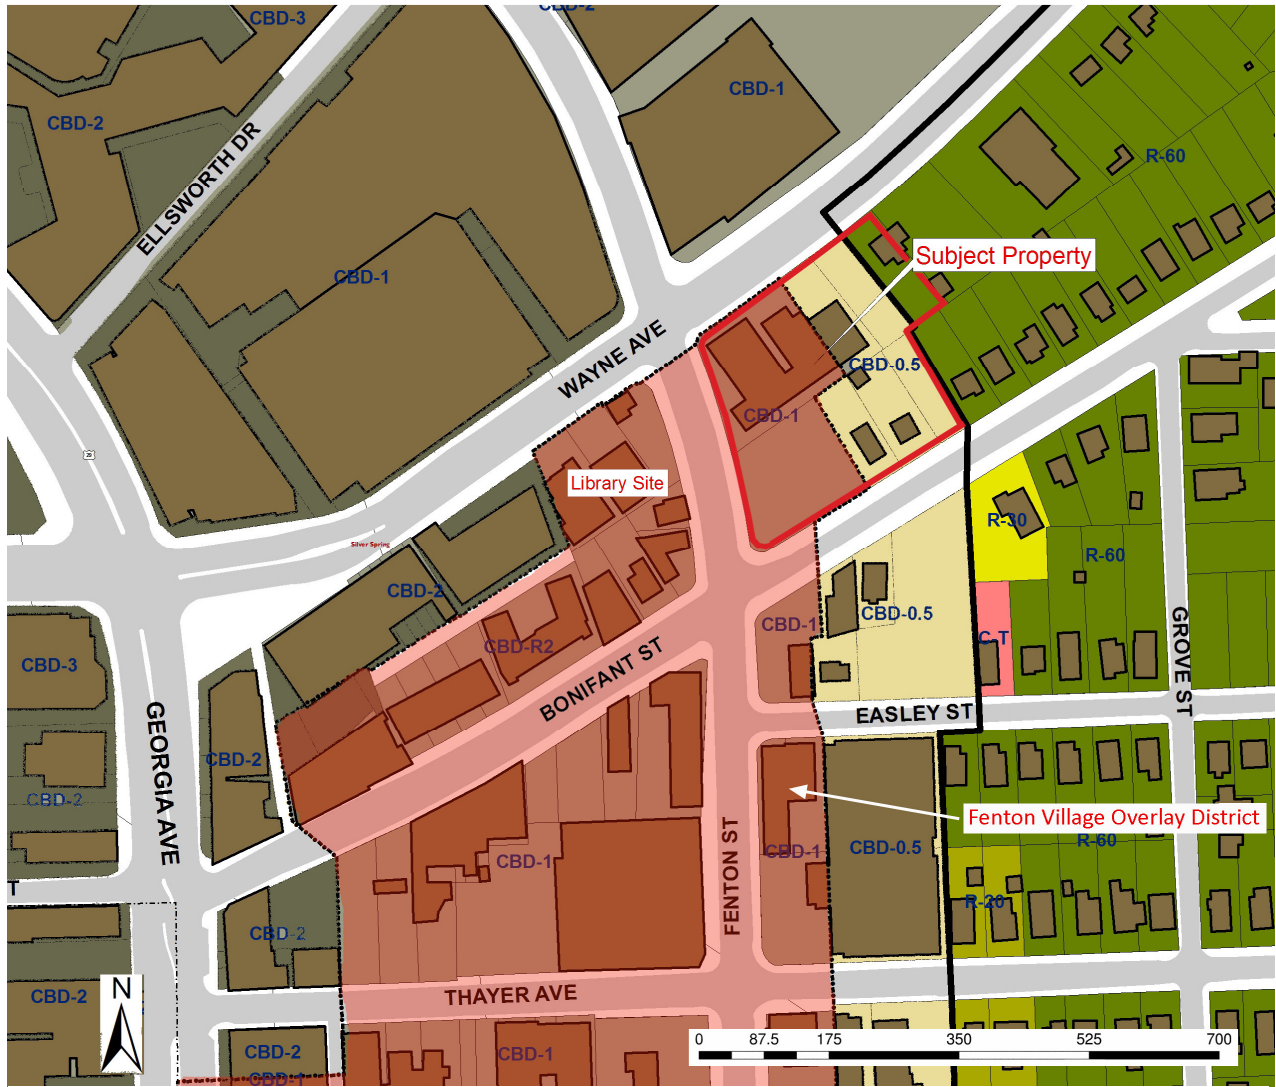 CBD-3
CBD-2
CBD-1
CBD-2
ELLSWORTH DR
R-60
Subject Property
CBD-1
WAYNE AVE
CBD-0.5
CBD-1
29
Library Site
R-30
Silver Spring
R-60
CBD-2
CBD-0.5
CBD-1
C-T
CBD-R2
GROVE ST
CBD-3
BONIFANT ST
GEORGIA AVE
EASLEY ST
CBD-2
CBD-2
Fenton Village Overlay District
R-60
CBD-0.5
CBD-1
CBD-1
FENTON ST
T
R-20
CBD-2
CBD-2
THAYER AVE
N
0 87.5 175 350 525 700
CBD-2
CBD-1
CBD-1